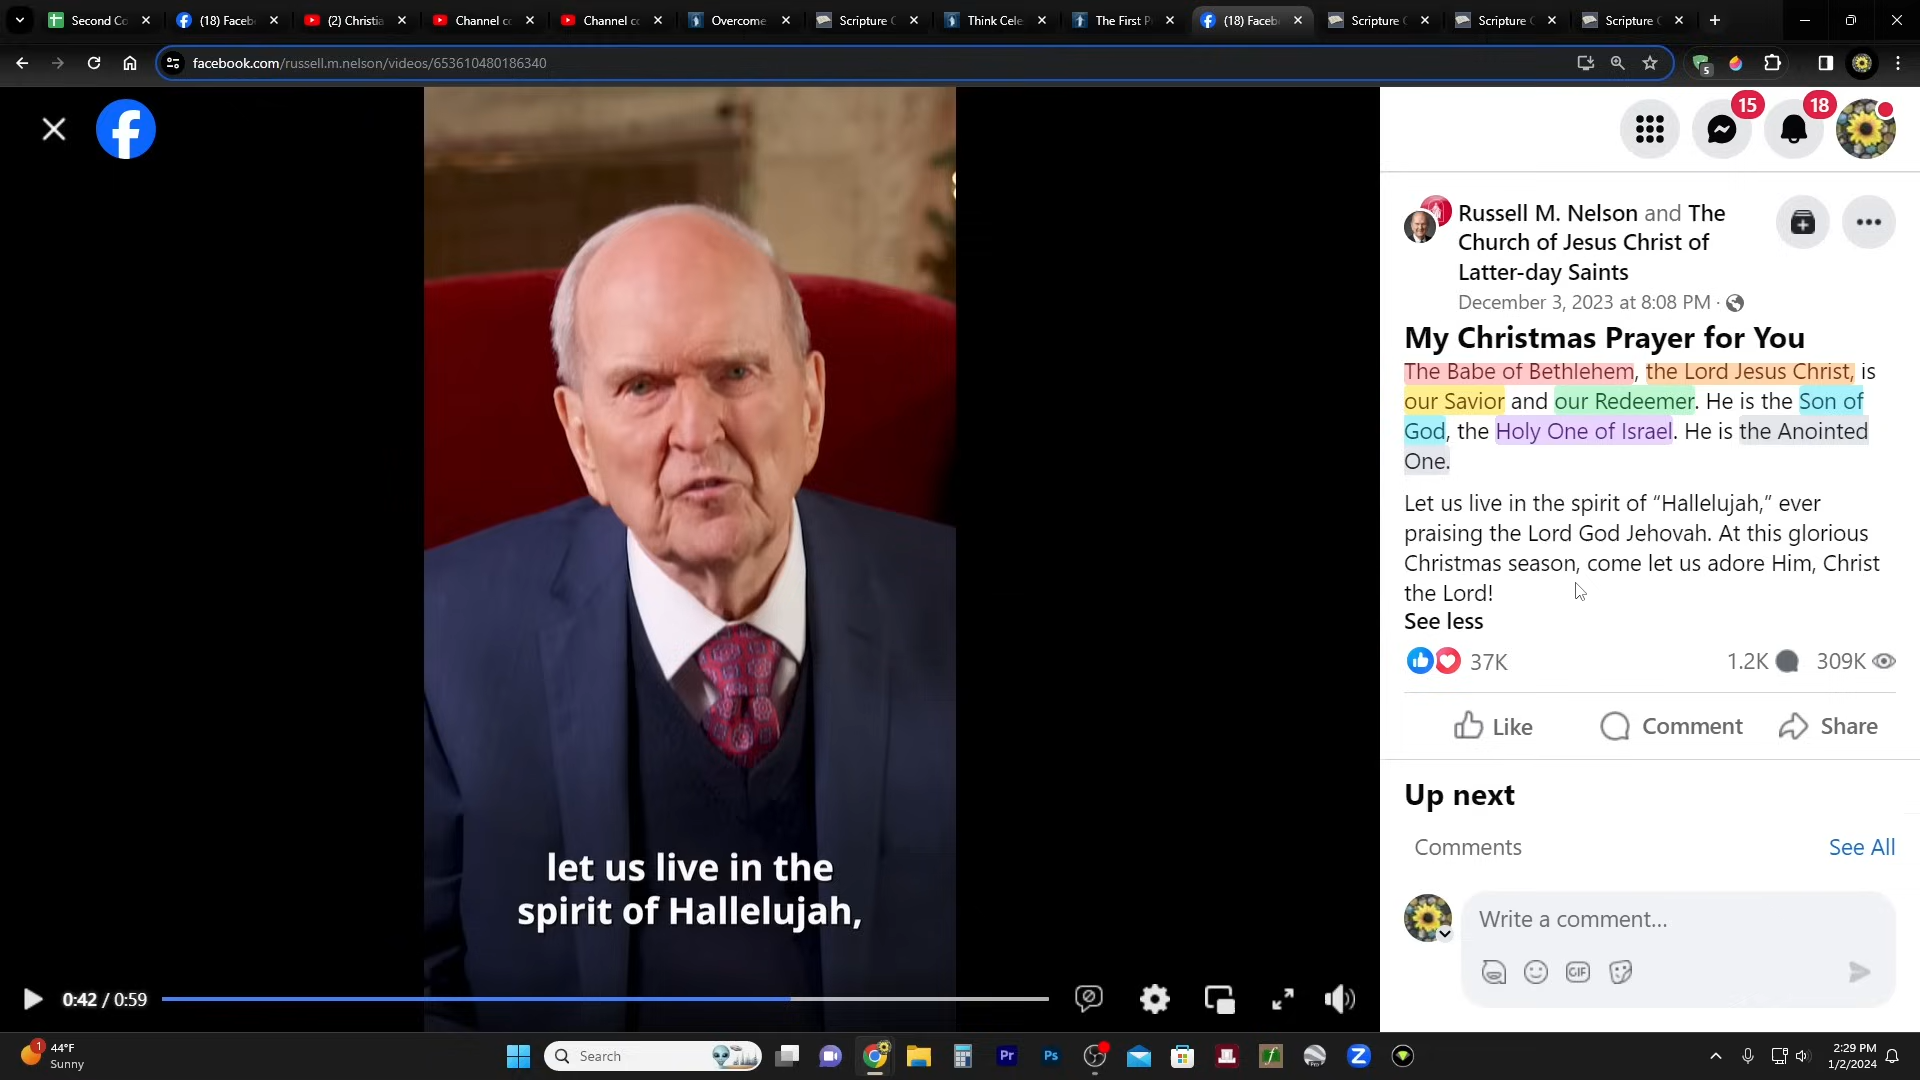 Second Co
(18) Faceb
(2) Christia
Channel co
Channel co
Overcome
Scripture C
Think Cele
The First P
(18) Faceb
Scripture C
Scripture C
Scripture C
facebook.com/russell.m.nelson/videos/653610480186340
5
15
18
Russell M. Nelson and The
Church of Jesus Christ of
Latter-day Saints
December 3, 2023 at 8:08 PM ·
My Christmas Prayer for You
The Babe of Bethlehem, the Lord Jesus Christ, is
our Savior and our Redeemer. He is the Son of
God, the Holy One of Israel. He is the Anointed
One.
Let us live in the spirit of “Hallelujah,” ever
praising the Lord God Jehovah. At this glorious
Christmas season, come let us adore Him, Christ
the Lord!
See less
37K
1.2K
309K
Like
Comment
Share
Up next
Comments
See All
Write a comment...
GIF
let us live in the
spirit of Hallelujah,
0:42 / 0:59
1
44°F
Sunny
Search
Pr
Ps
Z
2:29 PM
1/2/2024